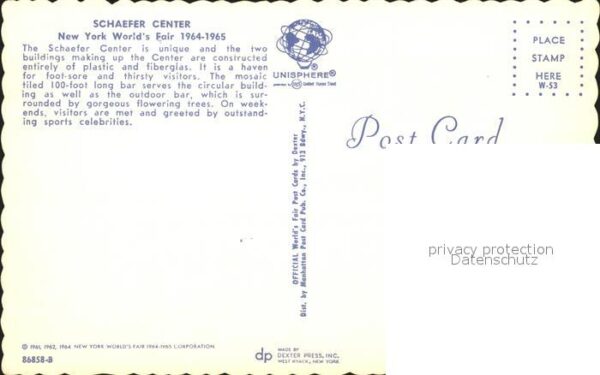 SCHAEFER CENTER
New York World's Fair 1964-1965
The Schaefer Center is unique and the two
buildings making up the Center are constructed
entirely of plastic and fiberglas. It is a haven
for foot-sore and thirsty visitors. The mosaic
tiled 100-foot long bar serves the circular build-
ing as well as the outdoor bar, which is sur-
rounded by gorgeous flowering trees. On week-
ends, visitors are met and greeted by outstand-
ing sports celebrities.
UNISPHERE®
PLACE
STAMP
HERE
W-53
Post Card
OFFICIAL World's Fair Post Cards by Dexter
Dist. by Manhattan Post Card Pub. Co., Inc., 913 Bdwy., N.Y.C.
privacy protection
Datenschutz
© 1961, 1962, 1964 NEW YORK WORLD'S FAIR 1964-1965 CORPORATION
86858-B
dp
MADE BY
DEXTER PRESS, INC.
WEST NYACK, NEW YORK